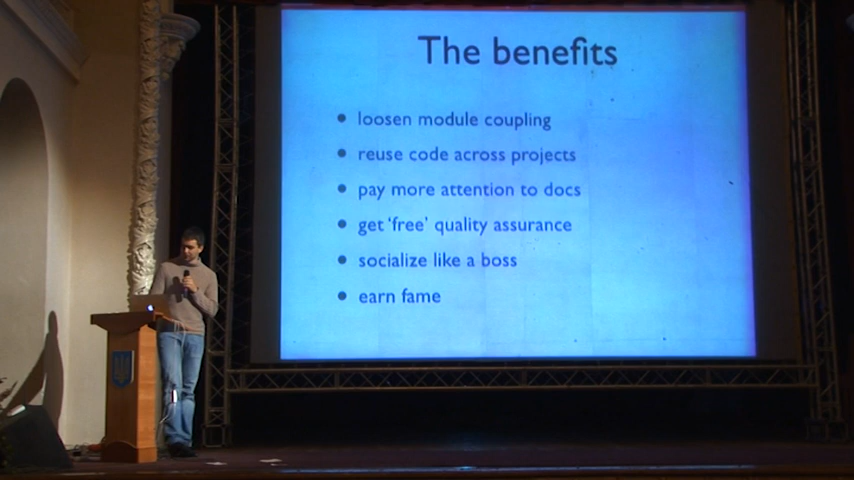 The benefits
loosen module coupling
reuse code across projects
pay more attention to docs
get 'free' quality assurance
socialize like a boss
earn fame